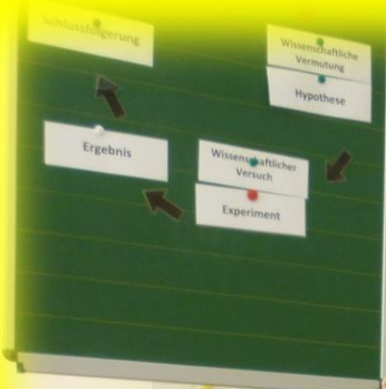 Schlussfolgerung
Wissenschaftliche
Vermutung
Hypothese
Ergebnis
Wissenschaftlicher
Versuch
Experiment